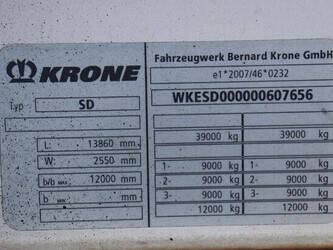 KRONE
Fahrzeugwerk Bernard Krone GmbH
e1*2007/46*0232
Typ SD
WKESD000000607656
L: 13860 mm
W: 2550 mm
b/b MAX 12000 mm
b mm
39000 kg 39000 kg
1- 9000 kg 1- 9000 kg
2- 9000 kg 2- 9000 kg
3- 9000 kg 3- 9000 kg
12000 kg 12000 kg